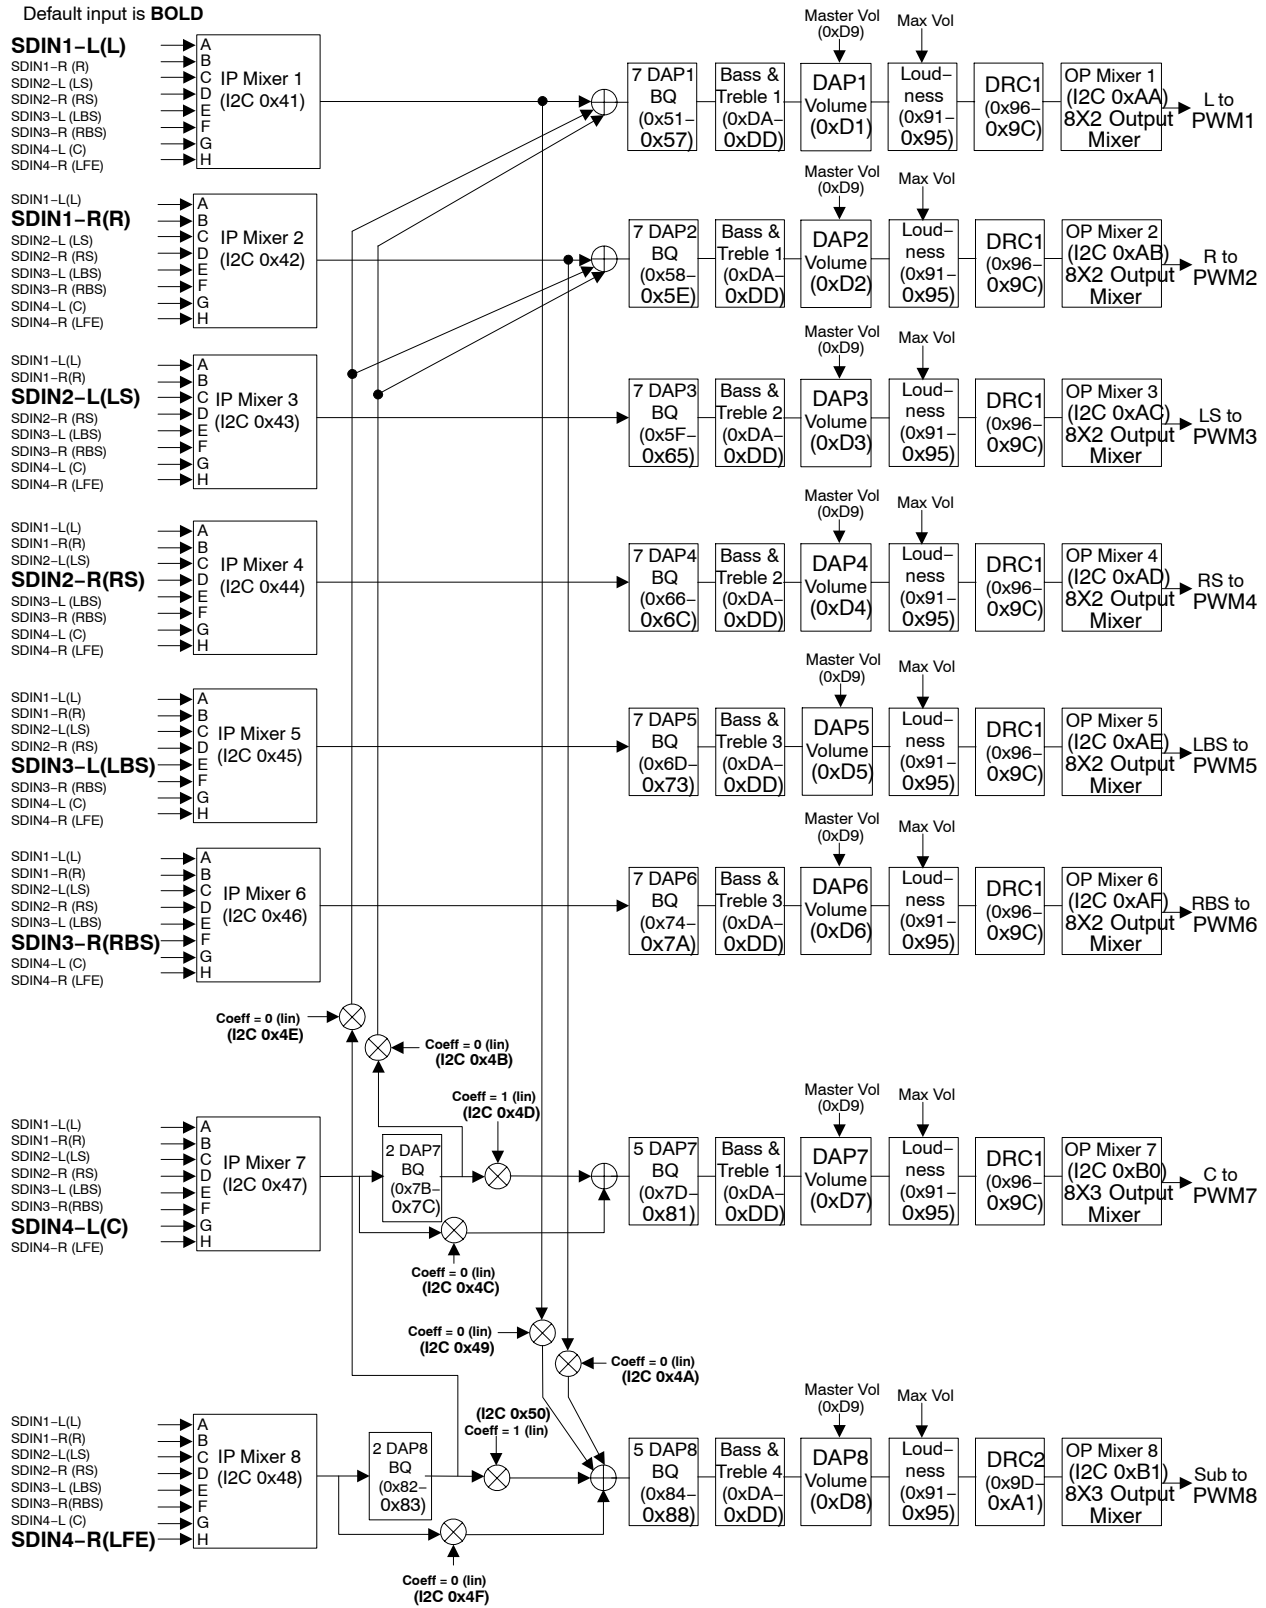 Default input is BOLD
SDIN1−L(L)
SDIN1−R (R)
SDIN2−L (LS)
SDIN2−R (RS)
SDIN3−L (LBS)
SDIN3−R (RBS)
SDIN4−L (C)
SDIN4−R (LFE)
A
B
C
D
E
F
G
H
IP Mixer 1
(I2C 0x41)
7 DAP1
BQ
(0x51−
0x57)
Bass &
Treble 1
(0xDA−
0xDD)
Master Vol
(0xD9)
DAP1
Volume
(0xD1)
Max Vol
Loud−
ness
(0x91−
0x95)
DRC1
(0x96−
0x9C)
OP Mixer 1
(I2C 0xAA)
8X2 Output
Mixer
L to
PWM1
SDIN1−L(L)
SDIN1−R(R)
SDIN2−L (LS)
SDIN2−R (RS)
SDIN3−L (LBS)
SDIN3−R (RBS)
SDIN4−L (C)
SDIN4−R (LFE)
A
B
C
D
E
F
G
H
IP Mixer 2
(I2C 0x42)
7 DAP2
BQ
(0x58−
0x5E)
Bass &
Treble 1
(0xDA−
0xDD)
Master Vol
(0xD9)
DAP2
Volume
(0xD2)
Max Vol
Loud−
ness
(0x91−
0x95)
DRC1
(0x96−
0x9C)
OP Mixer 2
(I2C 0xAB)
8X2 Output
Mixer
R to
PWM2
SDIN1−L(L)
SDIN1−R(R)
SDIN2−L(LS)
SDIN2−R (RS)
SDIN3−L (LBS)
SDIN3−R (RBS)
SDIN4−L (C)
SDIN4−R (LFE)
A
B
C
D
E
F
G
H
IP Mixer 3
(I2C 0x43)
7 DAP3
BQ
(0x5F−
0x65)
Bass &
Treble 2
(0xDA−
0xDD)
Master Vol
(0xD9)
DAP3
Volume
(0xD3)
Max Vol
Loud−
ness
(0x91−
0x95)
DRC1
(0x96−
0x9C)
OP Mixer 3
(I2C 0xAC)
8X2 Output
Mixer
LS to
PWM3
SDIN1−L(L)
SDIN1−R(R)
SDIN2−L(LS)
SDIN2−R(RS)
SDIN3−L (LBS)
SDIN3−R (RBS)
SDIN4−L (C)
SDIN4−R (LFE)
A
B
C
D
E
F
G
H
IP Mixer 4
(I2C 0x44)
7 DAP4
BQ
(0x66−
0x6C)
Bass &
Treble 2
(0xDA−
0xDD)
Master Vol
(0xD9)
DAP4
Volume
(0xD4)
Max Vol
Loud−
ness
(0x91−
0x95)
DRC1
(0x96−
0x9C)
OP Mixer 4
(I2C 0xAD)
8X2 Output
Mixer
RS to
PWM4
SDIN1−L(L)
SDIN1−R(R)
SDIN2−L(LS)
SDIN2−R (RS)
SDIN3−L(LBS)
SDIN3−R (RBS)
SDIN4−L (C)
SDIN4−R (LFE)
A
B
C
D
E
F
G
H
IP Mixer 5
(I2C 0x45)
7 DAP5
BQ
(0x6D−
0x73)
Bass &
Treble 3
(0xDA−
0xDD)
Master Vol
(0xD9)
DAP5
Volume
(0xD5)
Max Vol
Loud−
ness
(0x91−
0x95)
DRC1
(0x96−
0x9C)
OP Mixer 5
(I2C 0xAE)
8X2 Output
Mixer
LBS to
PWM5
SDIN1−L(L)
SDIN1−R(R)
SDIN2−L(LS)
SDIN2−R (RS)
SDIN3−L (LBS)
SDIN3−R(RBS)
SDIN4−L (C)
SDIN4−R (LFE)
A
B
C
D
E
F
G
H
IP Mixer 6
(I2C 0x46)
7 DAP6
BQ
(0x74−
0x7A)
Bass &
Treble 3
(0xDA−
0xDD)
Master Vol
(0xD9)
DAP6
Volume
(0xD6)
Max Vol
Loud−
ness
(0x91−
0x95)
DRC1
(0x96−
0x9C)
OP Mixer 6
(I2C 0xAF)
8X2 Output
Mixer
RBS to
PWM6
Coeff = 0 (lin)
(I2C 0x4E)
Coeff = 0 (lin)
(I2C 0x4B)
Coeff = 1 (lin)
(I2C 0x4D)
SDIN1−L(L)
SDIN1−R(R)
SDIN2−L(LS)
SDIN2−R (RS)
SDIN3−L (LBS)
SDIN3−R(RBS)
SDIN4−L(C)
SDIN4−R (LFE)
A
B
C
D
E
F
G
H
IP Mixer 7
(I2C 0x47)
2 DAP7
BQ
(0x7B−
0x7C)
Coeff = 0 (lin)
(I2C 0x4C)
5 DAP7
BQ
(0x7D−
0x81)
Bass &
Treble 1
(0xDA−
0xDD)
Master Vol
(0xD9)
DAP7
Volume
(0xD7)
Max Vol
Loud−
ness
(0x91−
0x95)
DRC1
(0x96−
0x9C)
OP Mixer 7
(I2C 0xB0)
8X3 Output
Mixer
C to
PWM7
Coeff = 0 (lin)
(I2C 0x49)
Coeff = 0 (lin)
(I2C 0x4A)
(I2C 0x50)
Coeff = 1 (lin)
SDIN1−L(L)
SDIN1−R(R)
SDIN2−L(LS)
SDIN2−R (RS)
SDIN3−L (LBS)
SDIN3−R(RBS)
SDIN4−L (C)
SDIN4−R(LFE)
A
B
C
D
E
F
G
H
IP Mixer 8
(I2C 0x48)
2 DAP8
BQ
(0x82−
0x83)
Coeff = 0 (lin)
(I2C 0x4F)
5 DAP8
BQ
(0x84−
0x88)
Bass &
Treble 4
(0xDA−
0xDD)
Master Vol
(0xD9)
DAP8
Volume
(0xD8)
Max Vol
Loud−
ness
(0x91−
0x95)
DRC2
(0x9D−
0xA1)
OP Mixer 8
(I2C 0xB1)
8X3 Output
Mixer
Sub to
PWM8